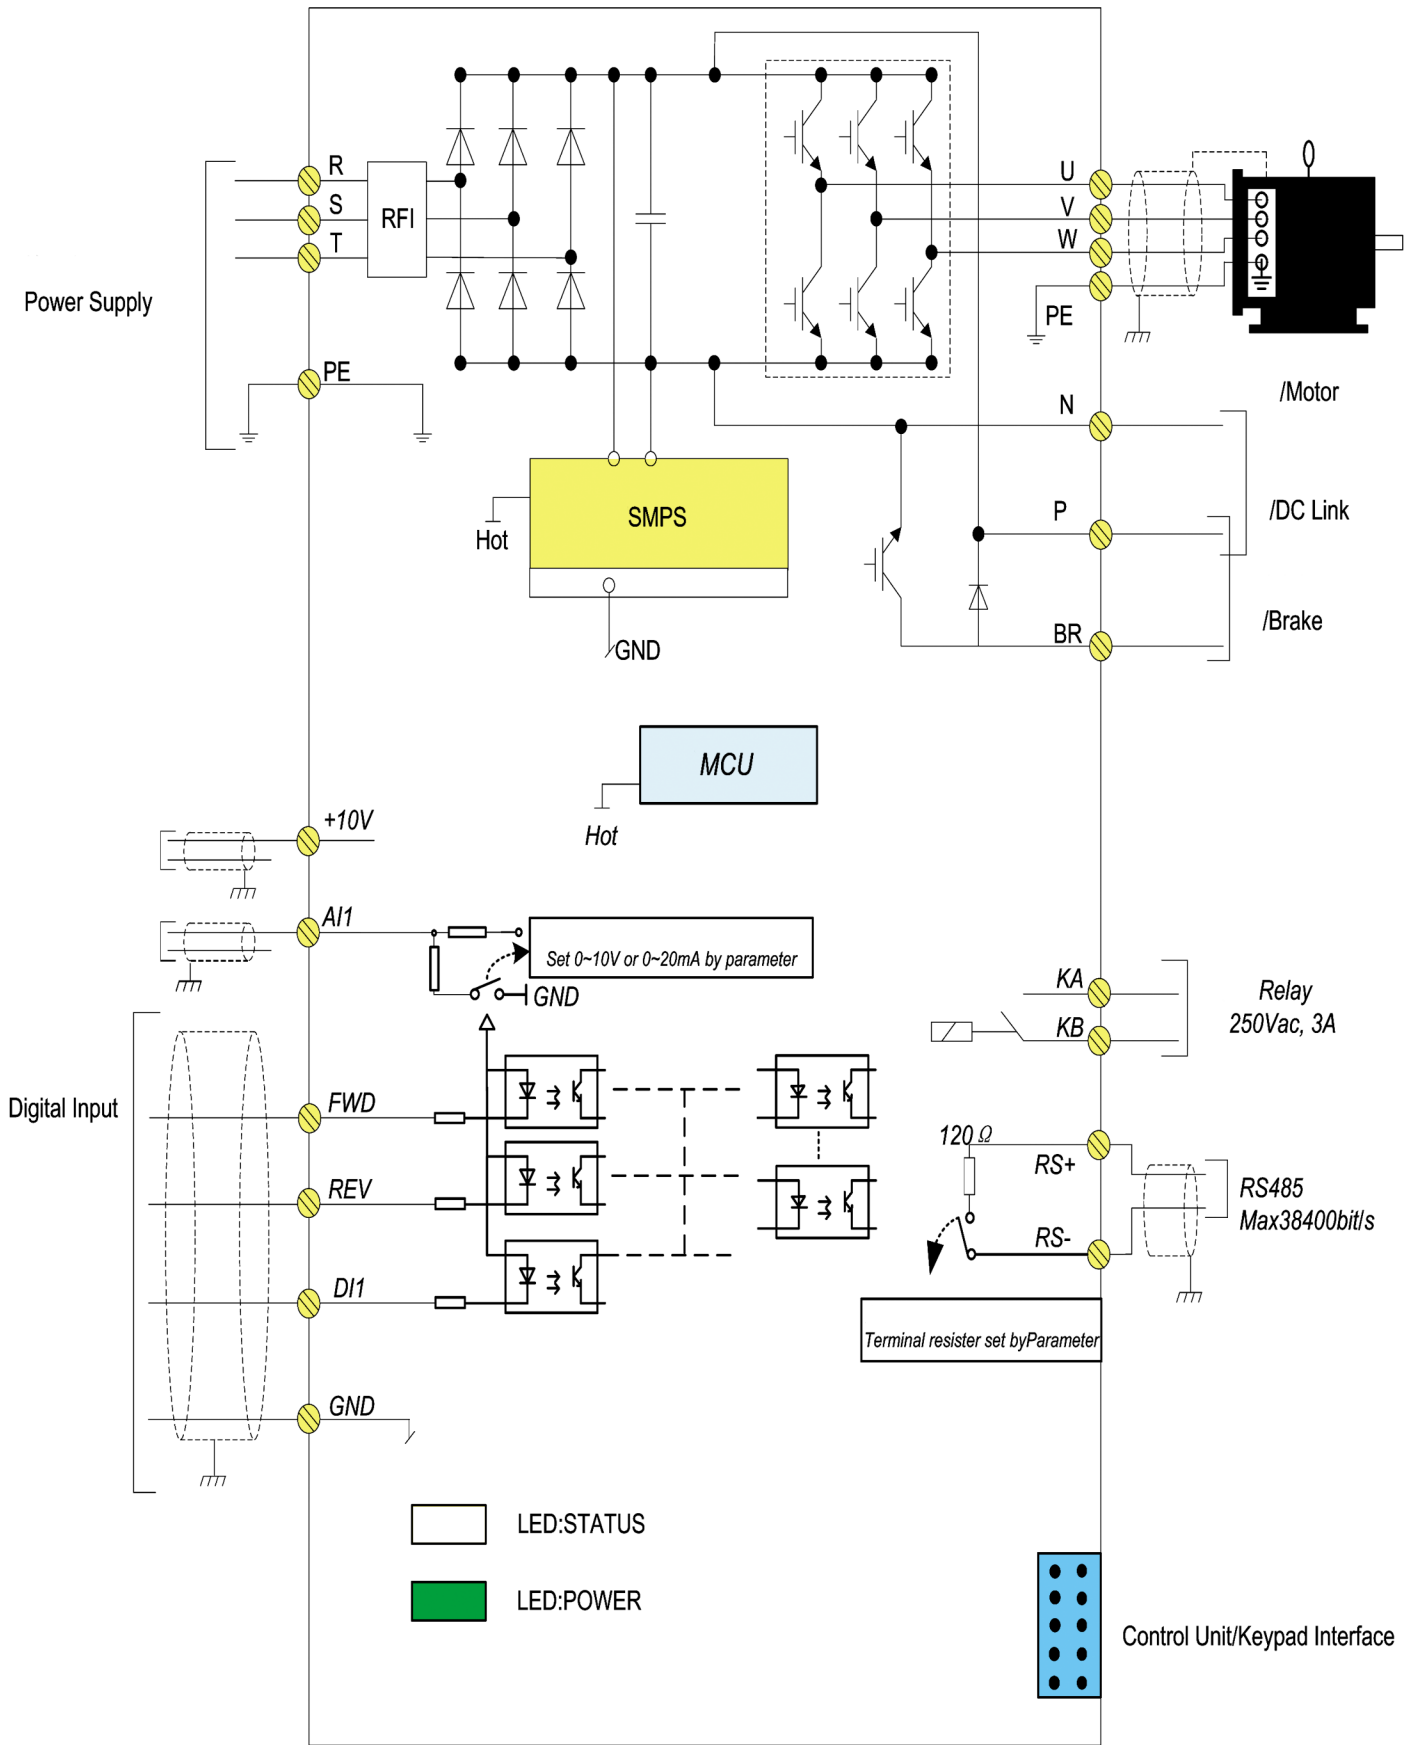 R
S
T
RFI
Power Supply
PE
U
V
W
PE
/Motor
N
P
/DC Link
SMPS
Hot
GND
BR
/Brake
MCU
Hot
+10V
AI1
Set 0~10V or 0~20mA by parameter
GND
KA
KB
Relay
250Vac, 3A
Digital Input
FWD
REV
DI1
GND
120 Ω
RS+
RS-
RS485
Max38400bit/s
Terminal resister set byParameter
LED:STATUS
LED:POWER
Control Unit/Keypad Interface